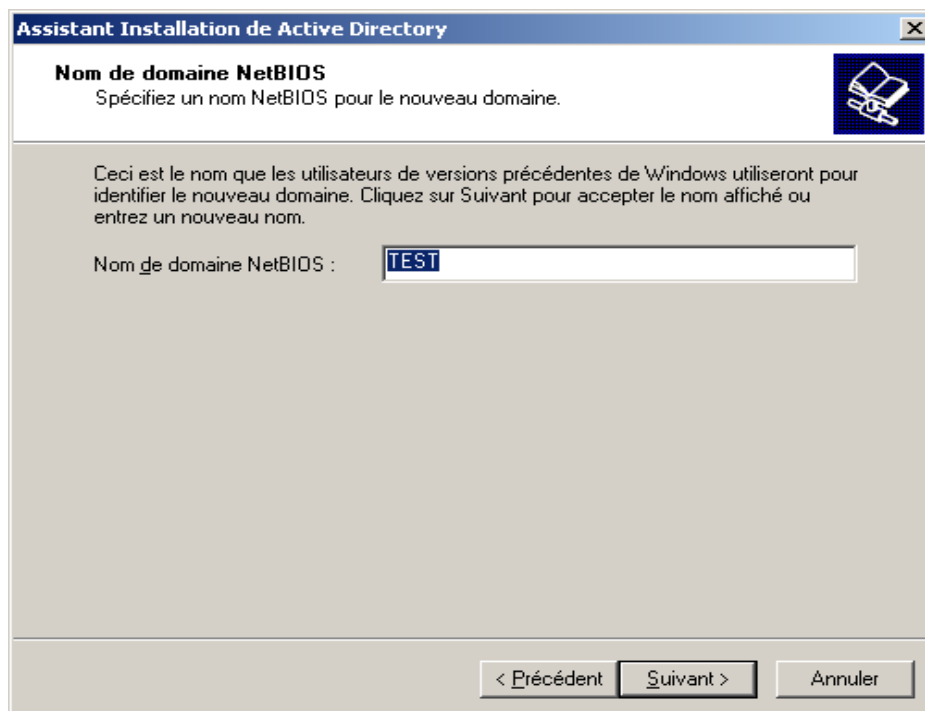 Assistant Installation de Active Directory
Nom de domaine NetBIOS
Spécifiez un nom NetBIOS pour le nouveau domaine.
Ceci est le nom que les utilisateurs de versions précédentes de Windows utiliseront pour
identifier le nouveau domaine. Cliquez sur Suivant pour accepter le nom affiché ou
entrez un nouveau nom.
Nom de domaine NetBIOS : TEST
< Précédent Suivant > Annuler